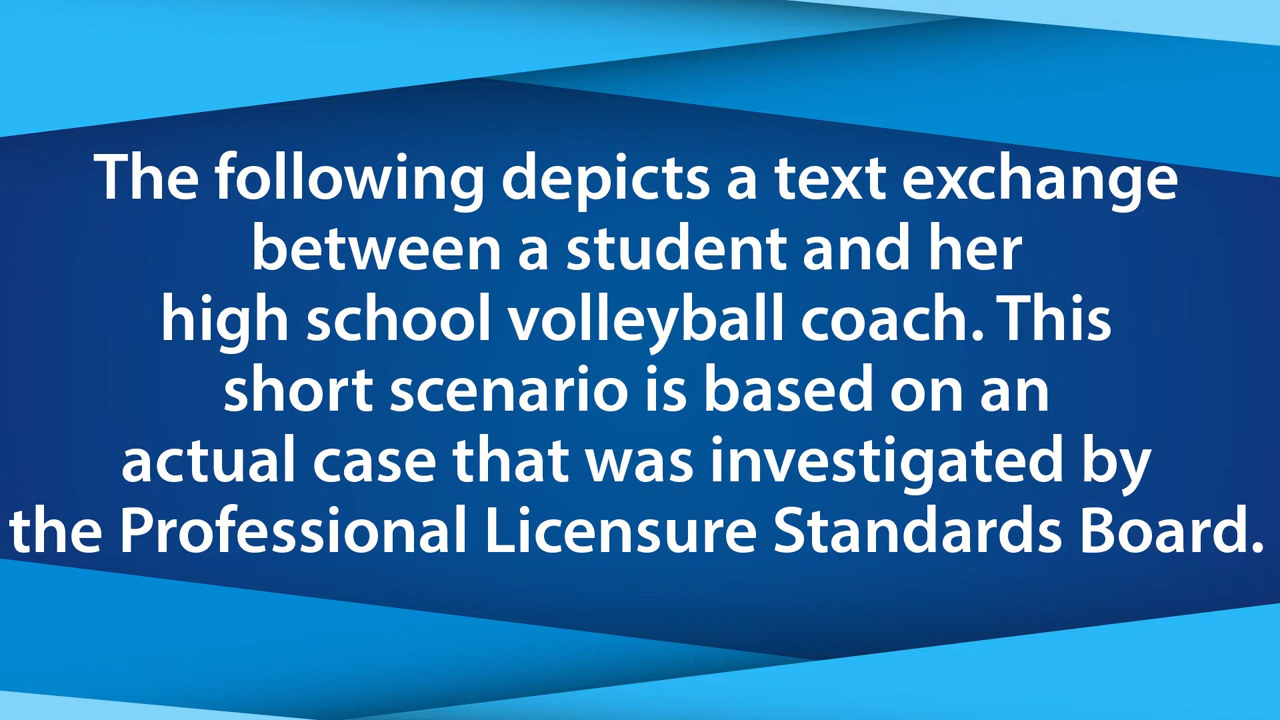 The following depicts a text exchange
between a student and her
high school volleyball coach. This
short scenario is based on an
actual case that was investigated by
the Professional Licensure Standards Board.